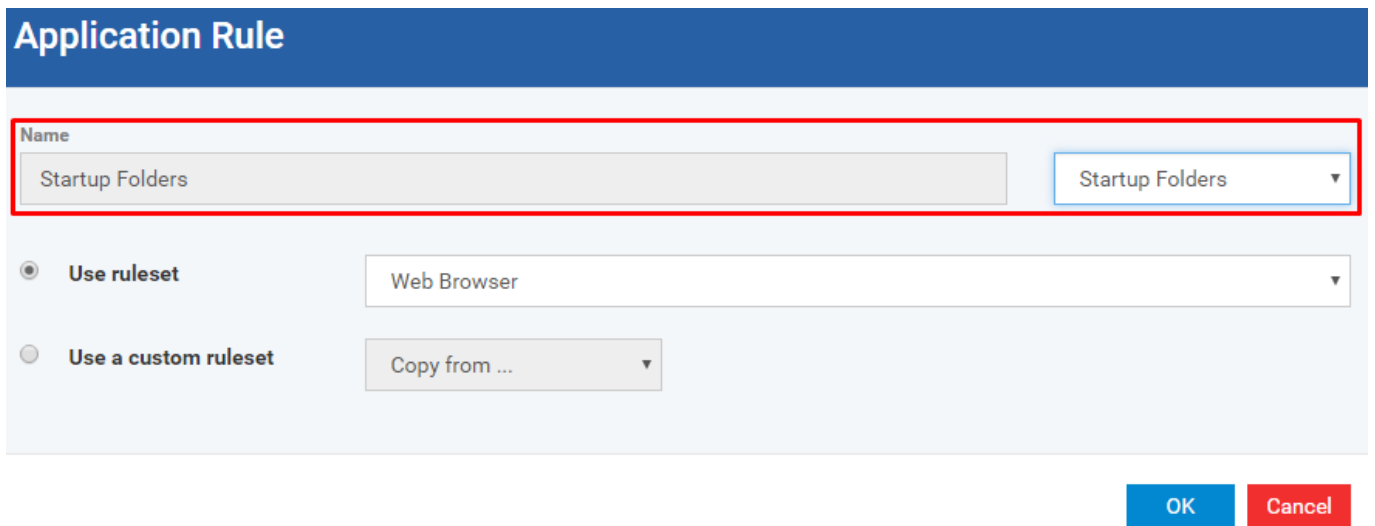 Application Rule
Name
Startup Folders
Startup Folders
Use ruleset
Web Browser
Use a custom ruleset
Copy from ...
OK
Cancel